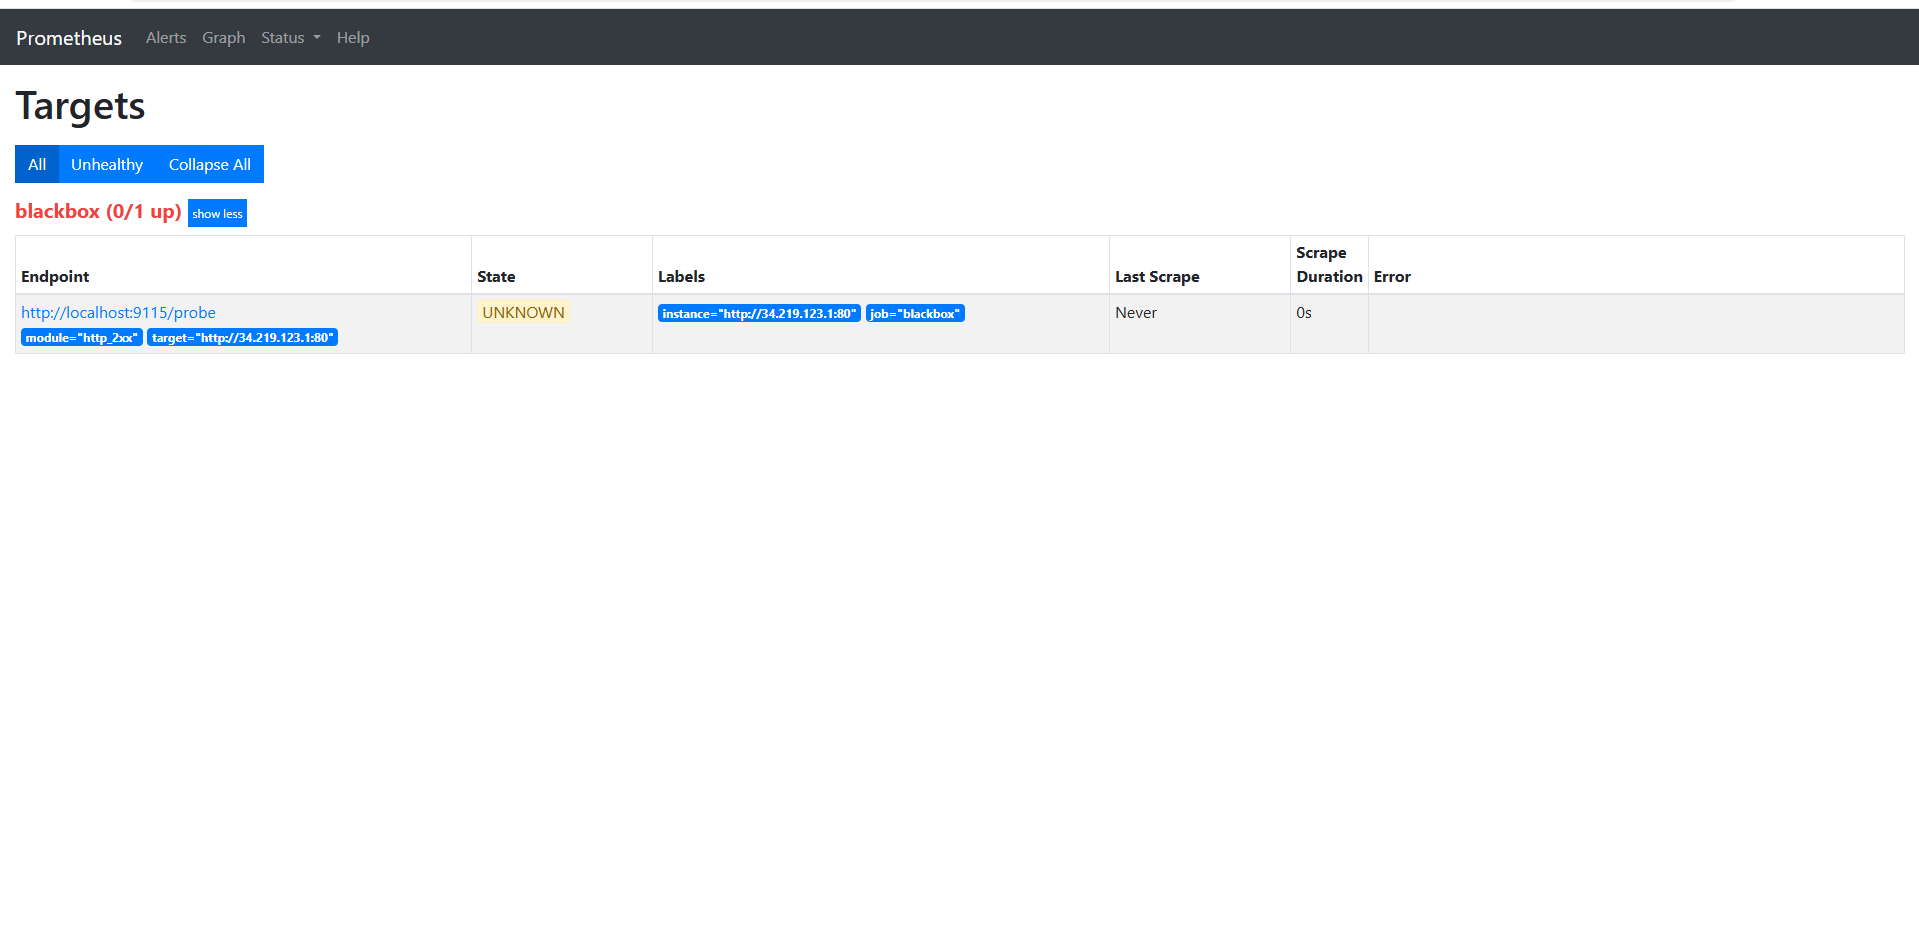 Prometheus Alerts Graph Status Help
Targets
All Unhealthy Collapse All
blackbox (0/1 up) show less
Endpoint State Labels Last Scrape Scrape Duration Error
http://localhost:9115/probe UNKNOWN instance="http://34.219.123.1:80" job="blackbox" Never 0s
module="http_2xx" target="http://34.219.123.1:80"